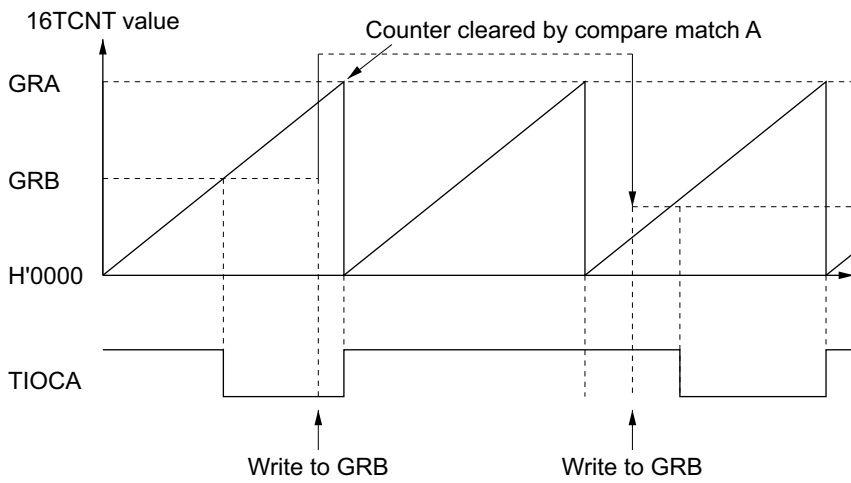 16TCNT value
Counter cleared by compare match A
GRA
GRB
H'0000
TIOCA
Write to GRB
Write to GRB